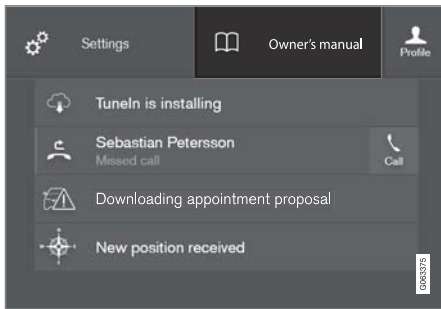 Settings
Owner's manual
Profile
TuneIn is installing
Sebastian Petersson
Missed call
Call
Downloading appointment proposal
New position received
G063375